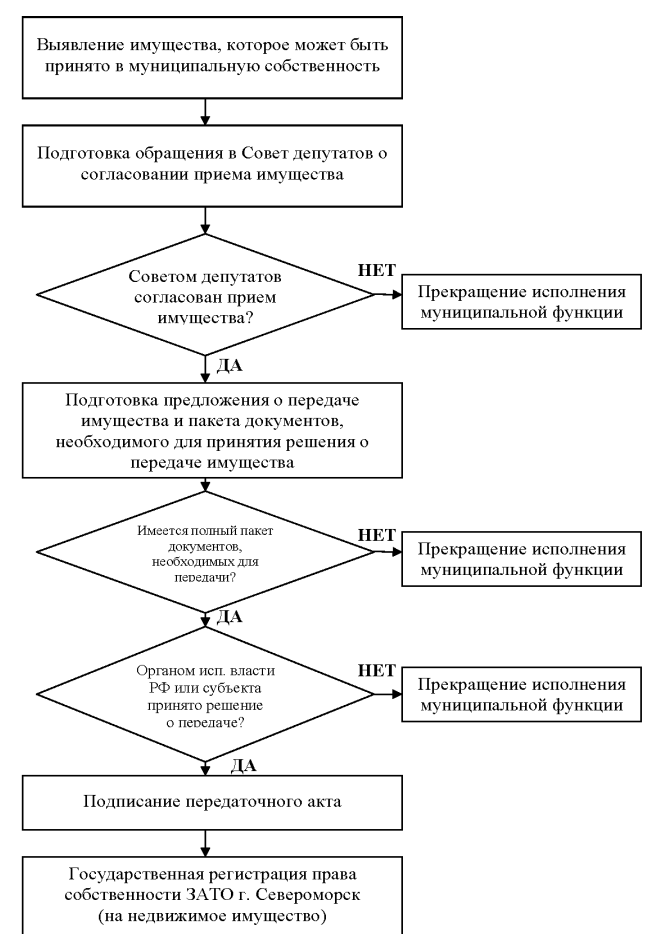 Выявление имущества, которое может быть
принято в муниципальную собственность
Подготовка обращения в Совет депутатов о
согласовании приема имущества
Советом депутатов
согласован прием
имущества?
НЕТ
Прекращение исполнения
муниципальной функции
ДА
Подготовка предложения о передаче
имущества и пакета документов,
необходимого для принятия решения о
передаче имущества
Имеется полный пакет
документов,
необходимых для
передачи?
НЕТ
Прекращение исполнения
муниципальной функции
ДА
Органом исп. власти
РФ или субъекта
принято решение
о передаче?
НЕТ
Прекращение исполнения
муниципальной функции
ДА
Подписание передаточного акта
Государственная регистрация права
собственности ЗАТО г. Североморск
(на недвижимое имущество)